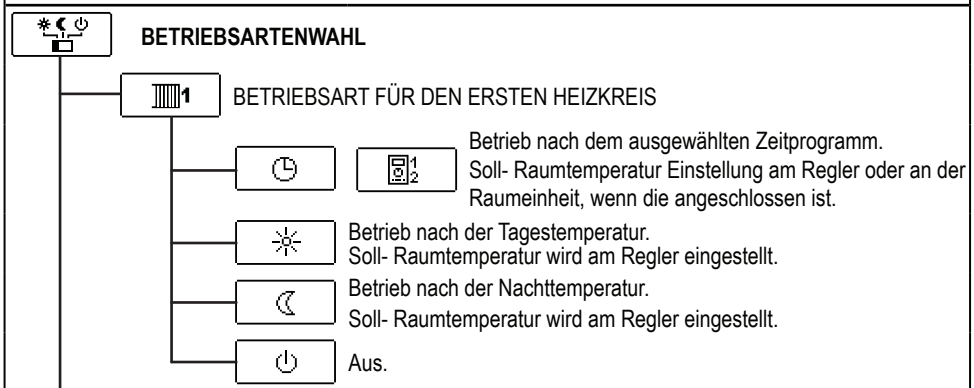 BETRIEBSARTENWAHL
1
BETRIEBSART FÜR DEN ERSTEN HEIZKREIS
1
2
Betrieb nach dem ausgewählten Zeitprogramm.
Soll- Raumtemperatur Einstellung am Regler oder an der
Raumeinheit, wenn die angeschlossen ist.
Betrieb nach der Tagestemperatur.
Soll- Raumtemperatur wird am Regler eingestellt.
Betrieb nach der Nachttemperatur.
Soll- Raumtemperatur wird am Regler eingestellt.
Aus.